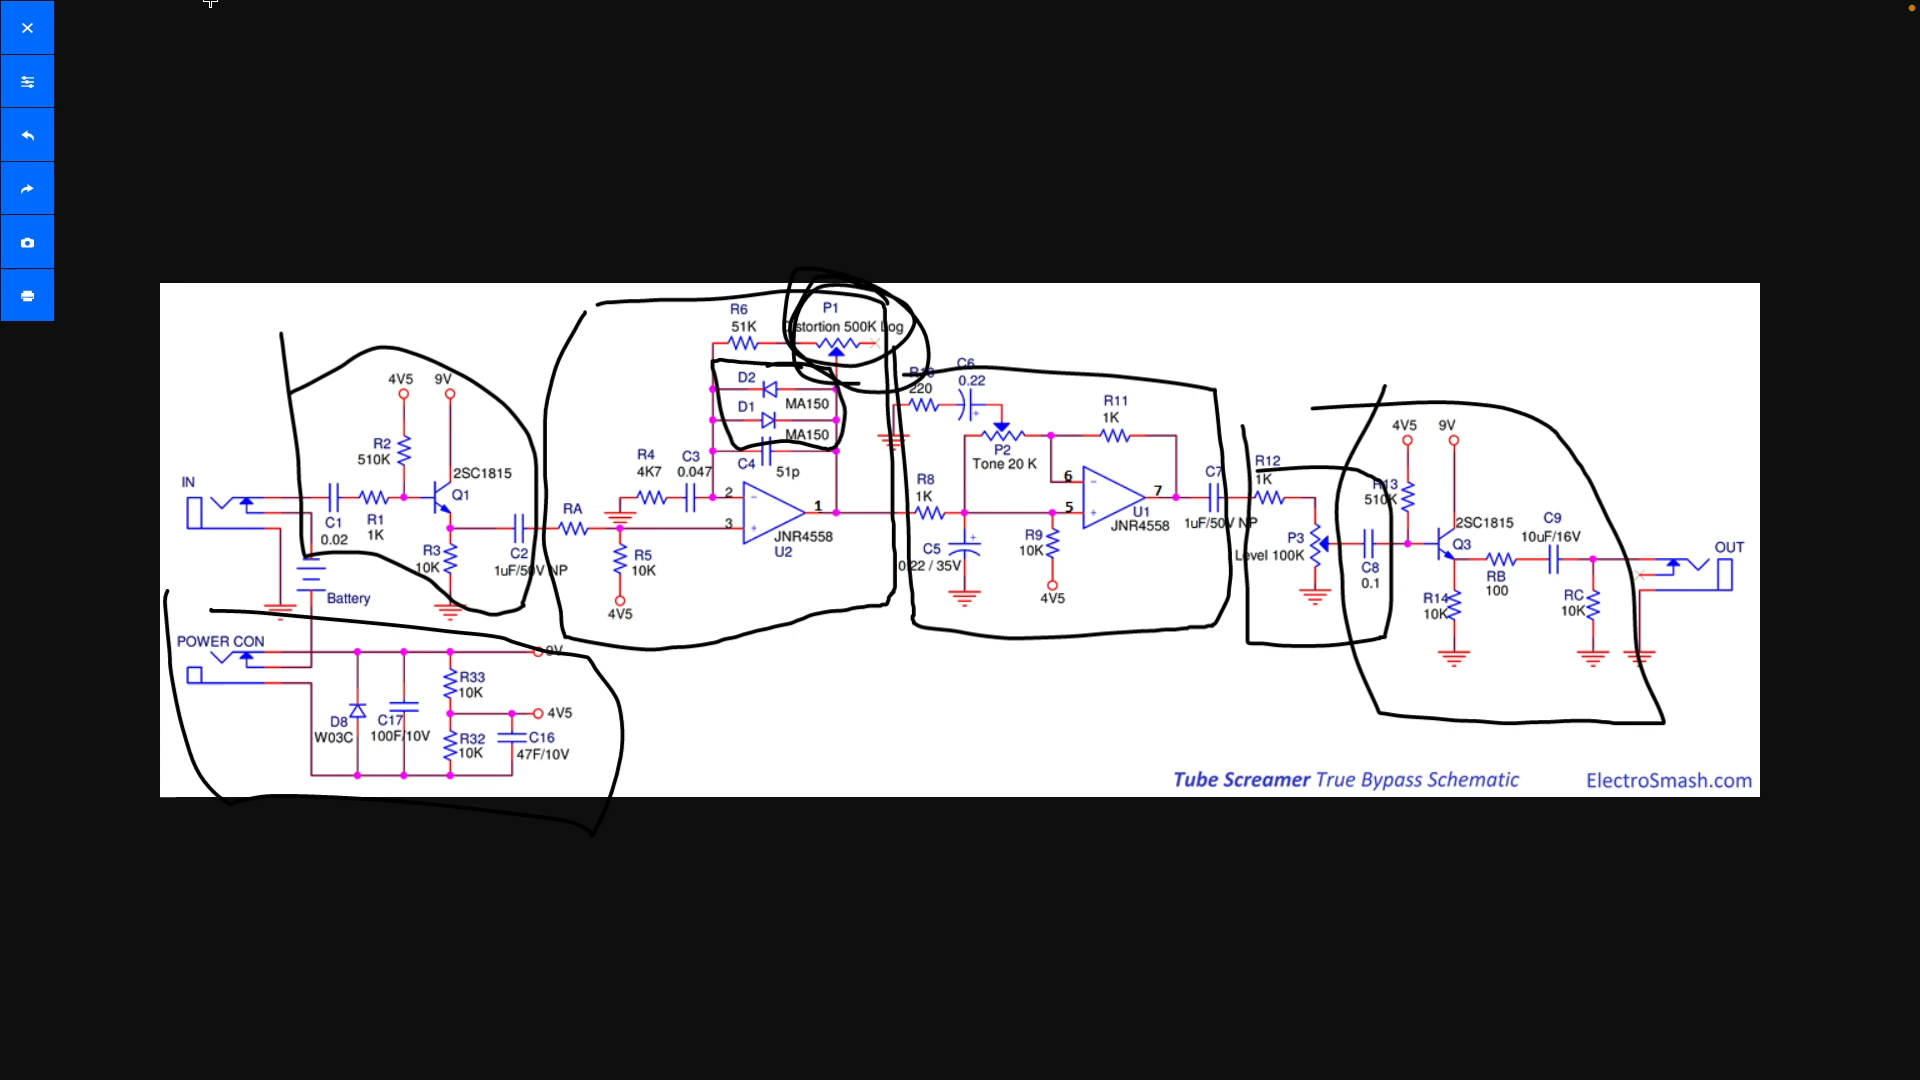 R6
51K
P1
Distortion 500K Log
D2
MA150
D1
MA150
C4
51p
4V5
9V
R2
510K
2SC1815
Q1
IN
C1
0.02
R1
1K
R3
10K
C2
1uF/50V NP
Battery
RA
R4
4K7
C3
0.047
2
3
1
JNR4558
U2
R5
10K
4V5
R10
220
C6
0.22
R11
1K
P2
Tone 20 K
6
5
7
U1
JNR4558
R8
1K
C5
0.22 / 35V
R9
10K
4V5
C7
1uF/50V NP
R12
1K
P3
Level 100K
C8
0.1
4V5
9V
R13
510K
2SC1815
Q3
C9
10uF/16V
RB
100
R14
10K
RC
10K
OUT
POWER CON
9V
R33
10K
4V5
D8
W03C
C17
100F/10V
R32
10K
C16
47F/10V
Tube Screamer True Bypass Schematic
ElectroSmash.com